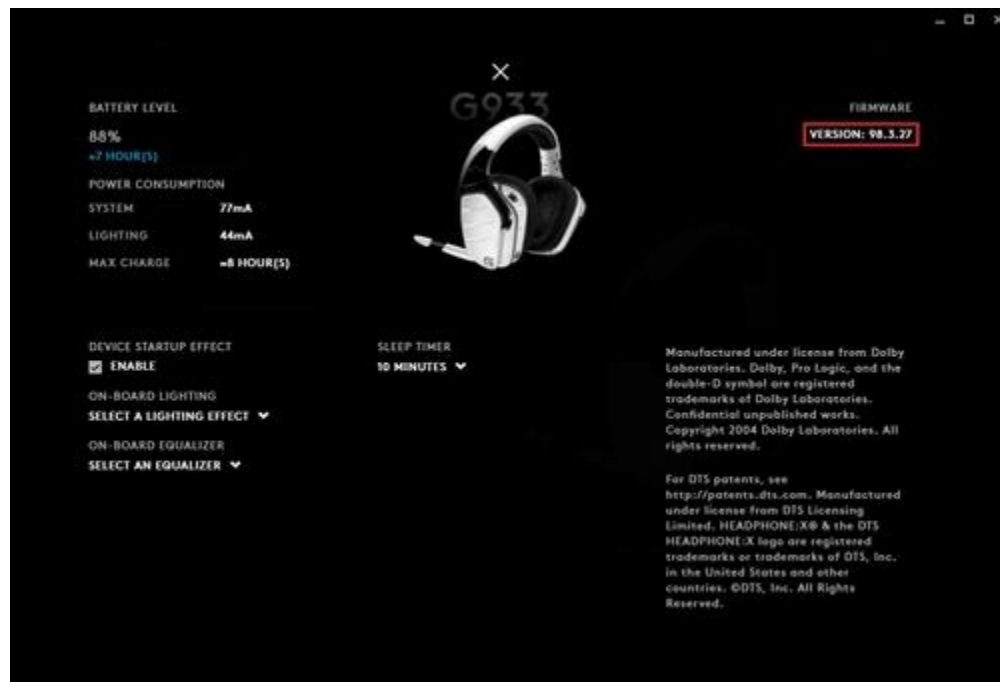 G933
BATTERY LEVEL
88%
≈7 HOUR(S)
POWER CONSUMPTION
SYSTEM 77mA
LIGHTING 44mA
MAX CHARGE ≈8 HOUR(S)
FIRMWARE
VERSION: 98.3.27
DEVICE STARTUP EFFECT
ENABLE
ON-BOARD LIGHTING
SELECT A LIGHTING EFFECT
ON-BOARD EQUALIZER
SELECT AN EQUALIZER
SLEEP TIMER
10 MINUTES
Manufactured under license from Dolby
Laboratories. Dolby, Pro Logic, and the
double-D symbol are registered
trademarks of Dolby Laboratories.
Confidential unpublished works.
Copyright 2004 Dolby Laboratories. All
rights reserved.
For DTS patents, see
http://patents.dts.com. Manufactured
under license from DTS Licensing
Limited. HEADPHONE:X® & the DTS
HEADPHONE:X logo are registered
trademarks or trademarks of DTS, Inc.
in the United States and other
countries. ©DTS, Inc. All Rights
Reserved.